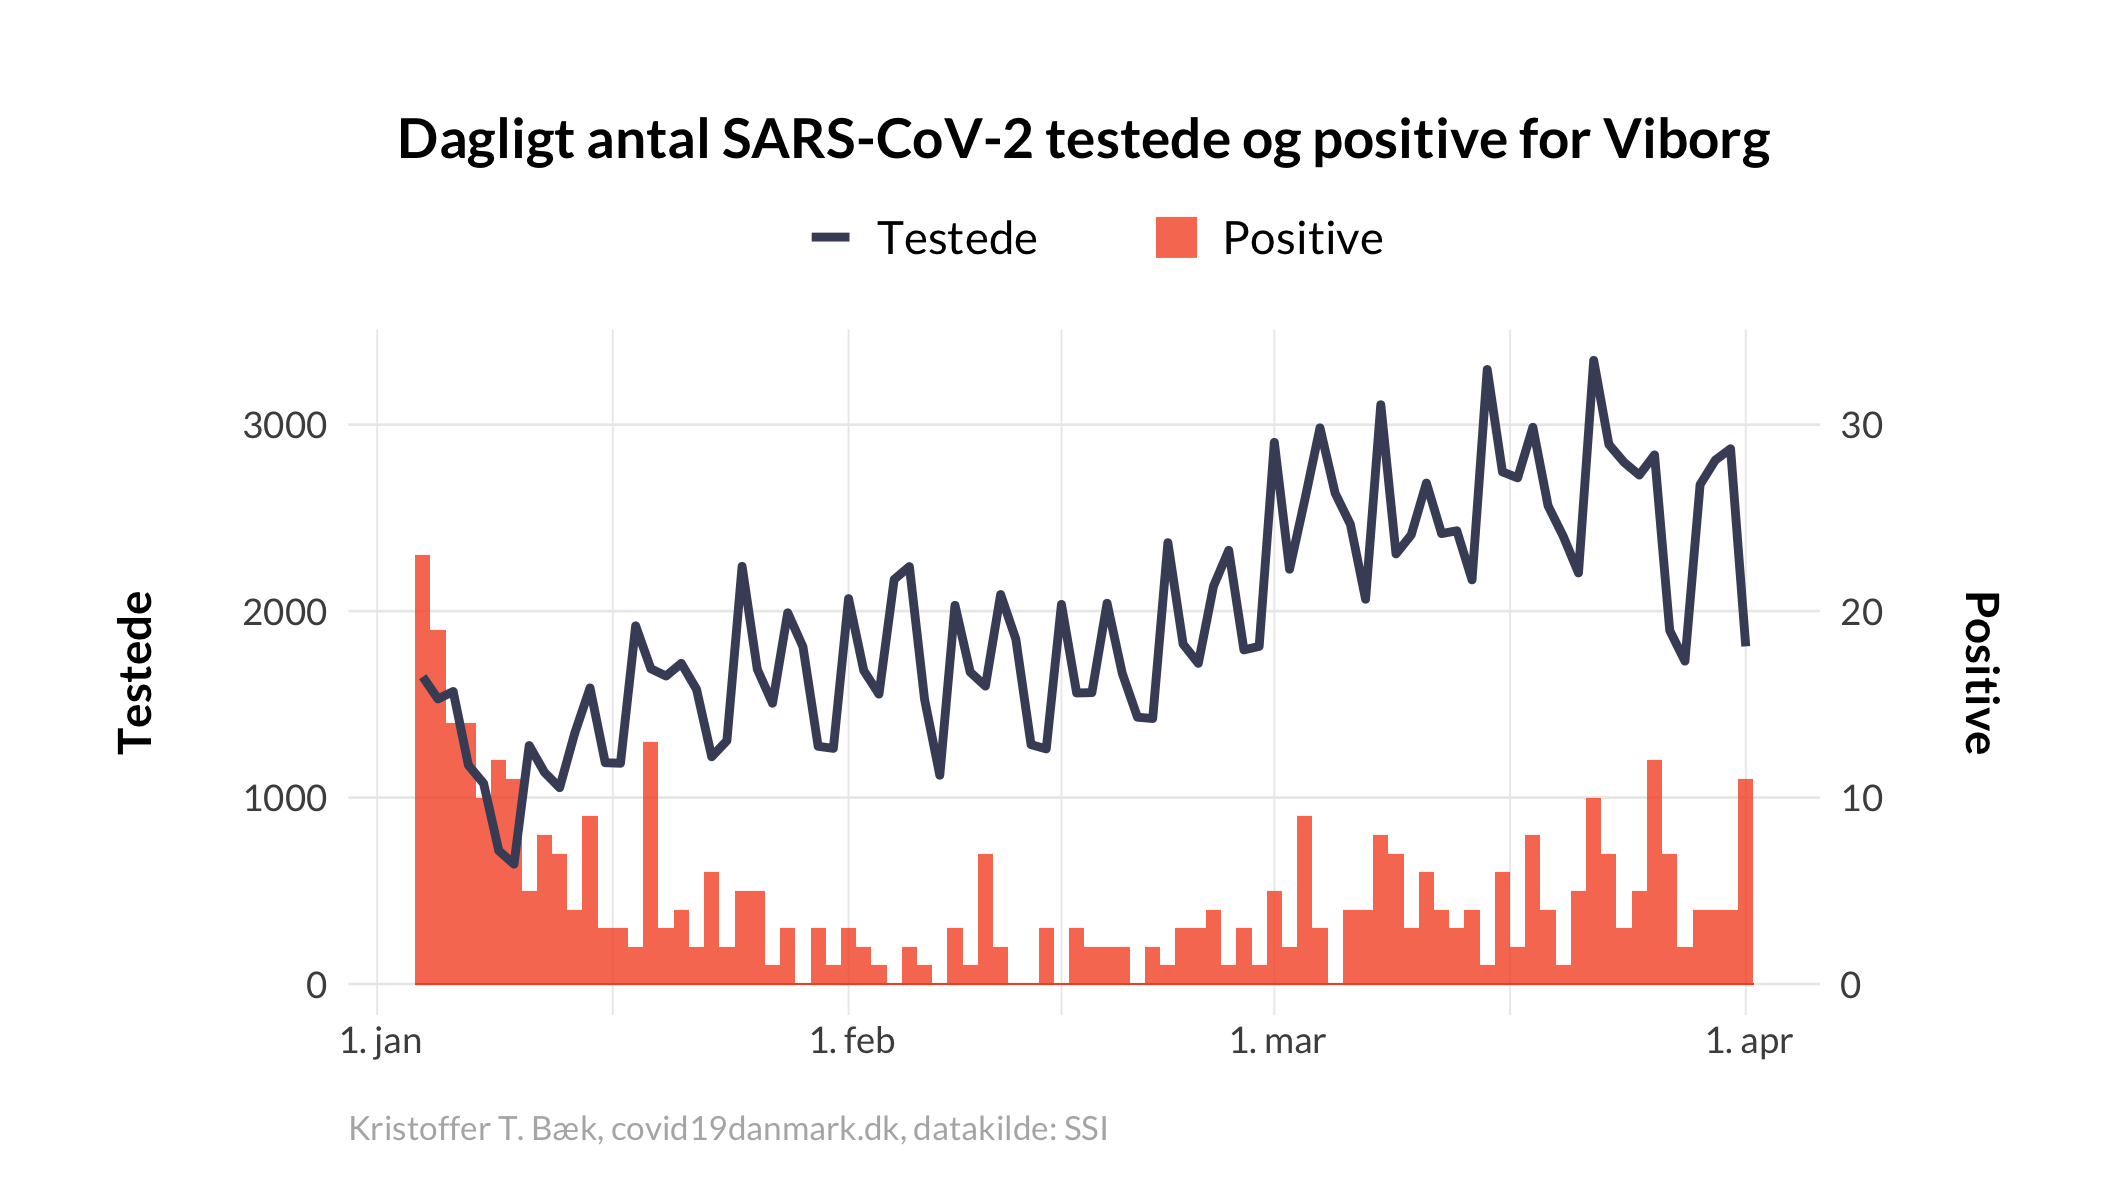 Dagligt antal SARS-CoV-2 testede og positive for Viborg
Testede
Positive
3000
2000
1000
0
30
20
10
0
Testede
Positive
1. jan
1. feb
1. mar
1. apr
Kristoffer T. Bæk, covid19danmark.dk, datakilde: SSI